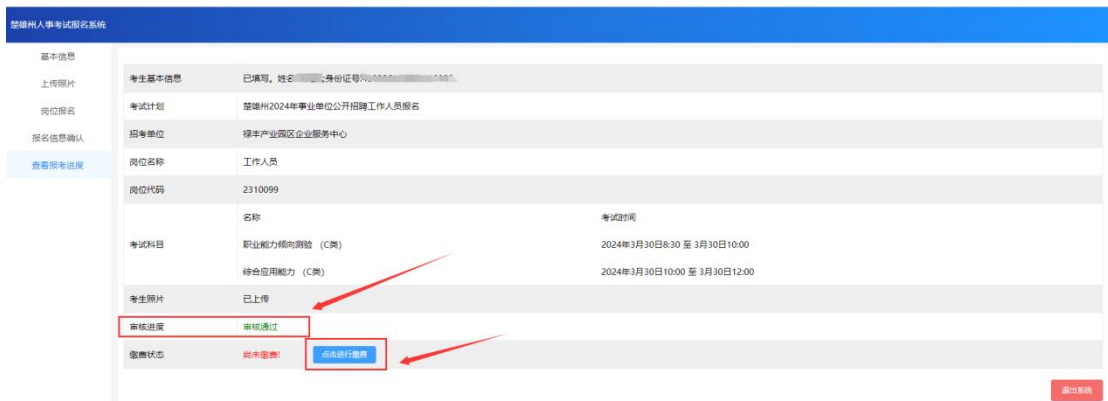 楚雄州人事考试报名系统
基本信息
上传照片
岗位报名
报名信息确认
查看报考进度
考生基本信息 已填写，姓名 身份证号
考试计划 楚雄州2024年事业单位公开招聘工作人员报名
招考单位 禄丰产业园区企业服务中心
岗位名称 工作人员
岗位代码 2310099
名称 考试时间
考试科目 职业能力倾向测验 （C类） 2024年3月30日8:30 至 3月30日10:00
综合应用能力 （C类） 2024年3月30日10:00 至 3月30日12:00
考生照片 已上传
审核进度 审核通过
缴费状态 尚未缴费! 点击进行缴费
退出系统